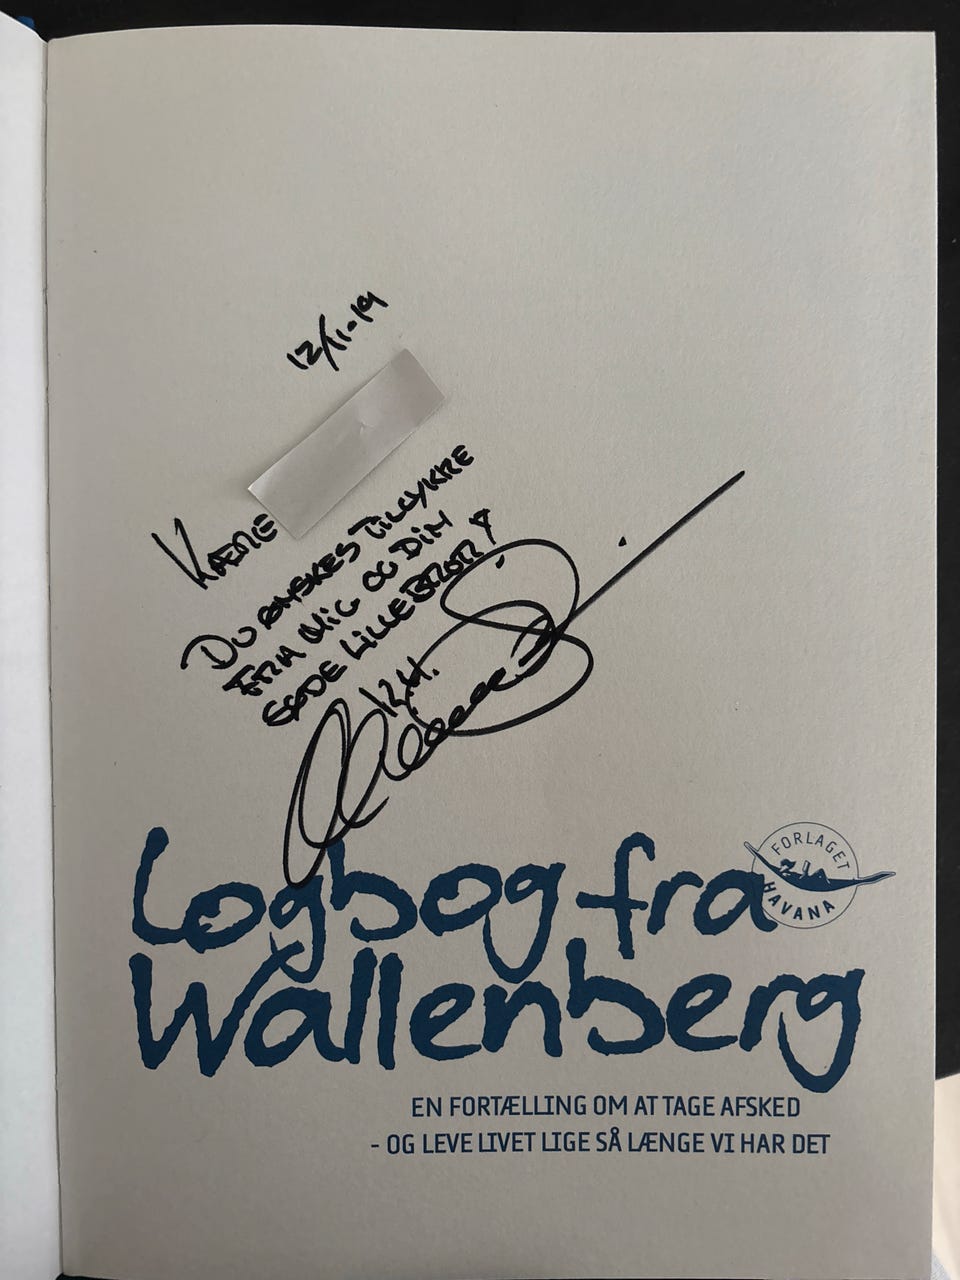 12/11-19
KÆRE
DU ØNSKES TILLYKKE
FRA MIG OG DIN
GODE LILLEBROR!
K.H.
Logbog fra
Wallenberg
FORLAGET
HAVANA
EN FORTÆLLING OM AT TAGE AFSKED
- OG LEVE LIVET LIGE SÅ LÆNGE VI HAR DET